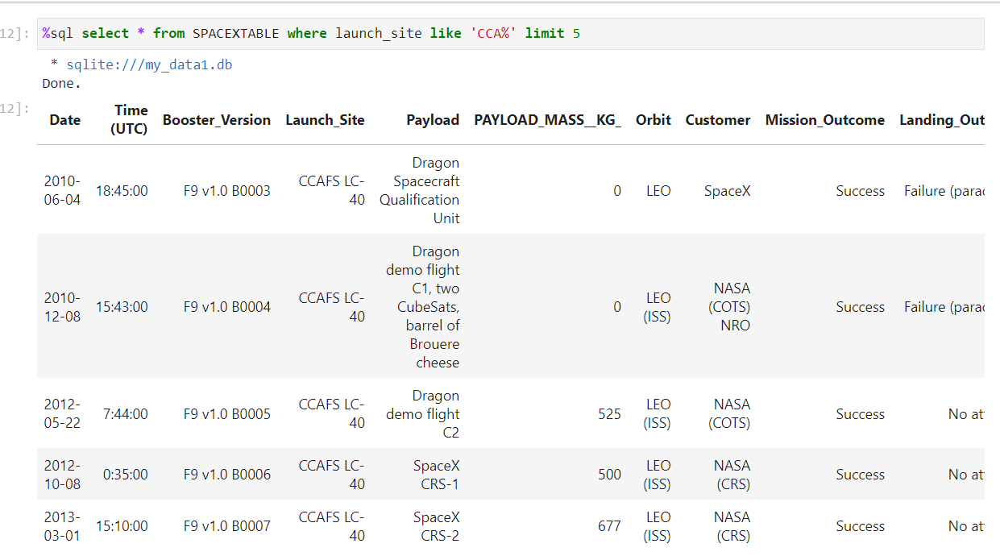 12]: %sql select * from SPACEXTABLE where launch_site like 'CCA%' limit 5
* sqlite:///my_data1.db
Done.
12]:
Date Time (UTC) Booster_Version Launch_Site Payload PAYLOAD_MASS__KG_ Orbit Customer Mission_Outcome Landing_Out
2010-06-04 18:45:00 F9 v1.0 B0003 CCAFS LC-40 Dragon Spacecraft Qualification Unit 0 LEO SpaceX Success Failure (parac
2010-12-08 15:43:00 F9 v1.0 B0004 CCAFS LC-40 Dragon demo flight C1, two CubeSats, barrel of Brouere cheese 0 LEO (ISS) NASA (COTS) NRO Success Failure (parac
2012-05-22 7:44:00 F9 v1.0 B0005 CCAFS LC-40 Dragon demo flight C2 525 LEO (ISS) NASA (COTS) Success No at
2012-10-08 0:35:00 F9 v1.0 B0006 CCAFS LC-40 SpaceX CRS-1 500 LEO (ISS) NASA (CRS) Success No at
2013-03-01 15:10:00 F9 v1.0 B0007 CCAFS LC-40 SpaceX CRS-2 677 LEO (ISS) NASA (CRS) Success No at